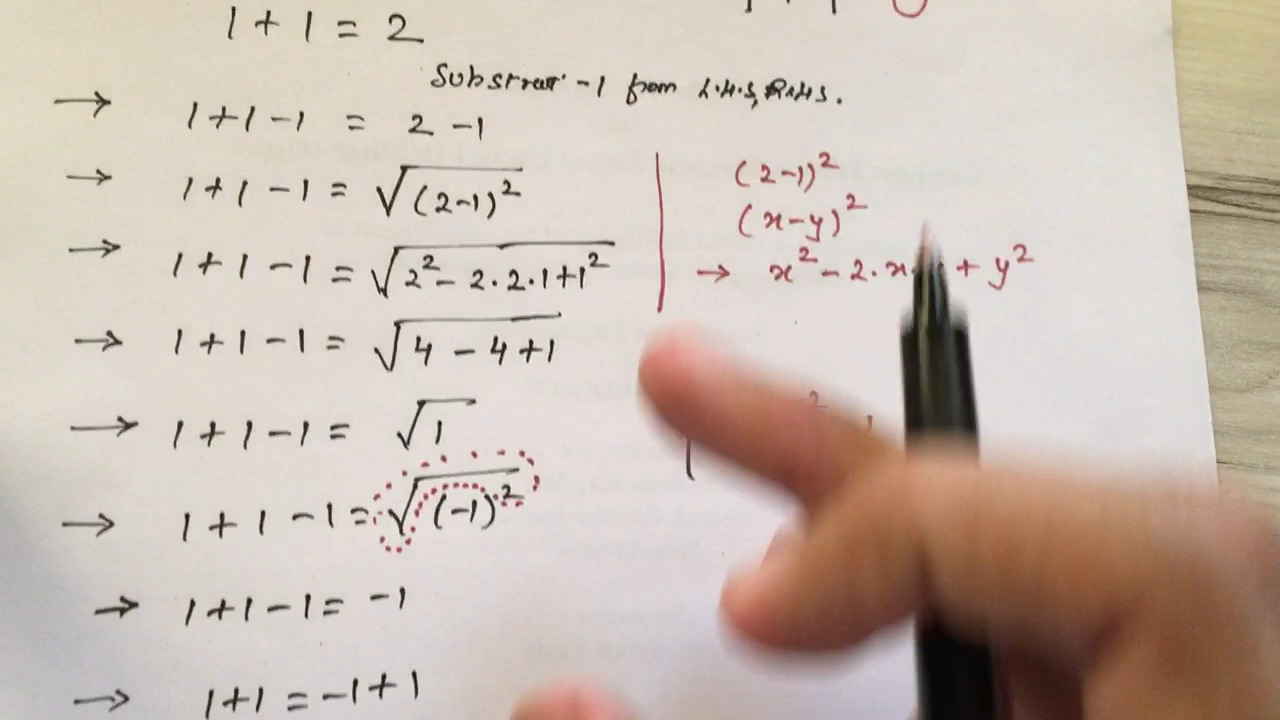 1 + 1 = 2
Substract -1 from L.H.S, R.H.S.
→ 1 + 1 - 1 = 2 - 1
→ 1 + 1 - 1 = √(2-1)²
→ 1 + 1 - 1 = √2² - 2·2·1 + 1²
→ 1 + 1 - 1 = √4 - 4 + 1
→ 1 + 1 - 1 = √1
→ 1 + 1 - 1 = √(-1)²
→ 1 + 1 - 1 = -1
→ 1 + 1 = -1 + 1
(2-1)²
(x-y)²
→ x² - 2·x + y²